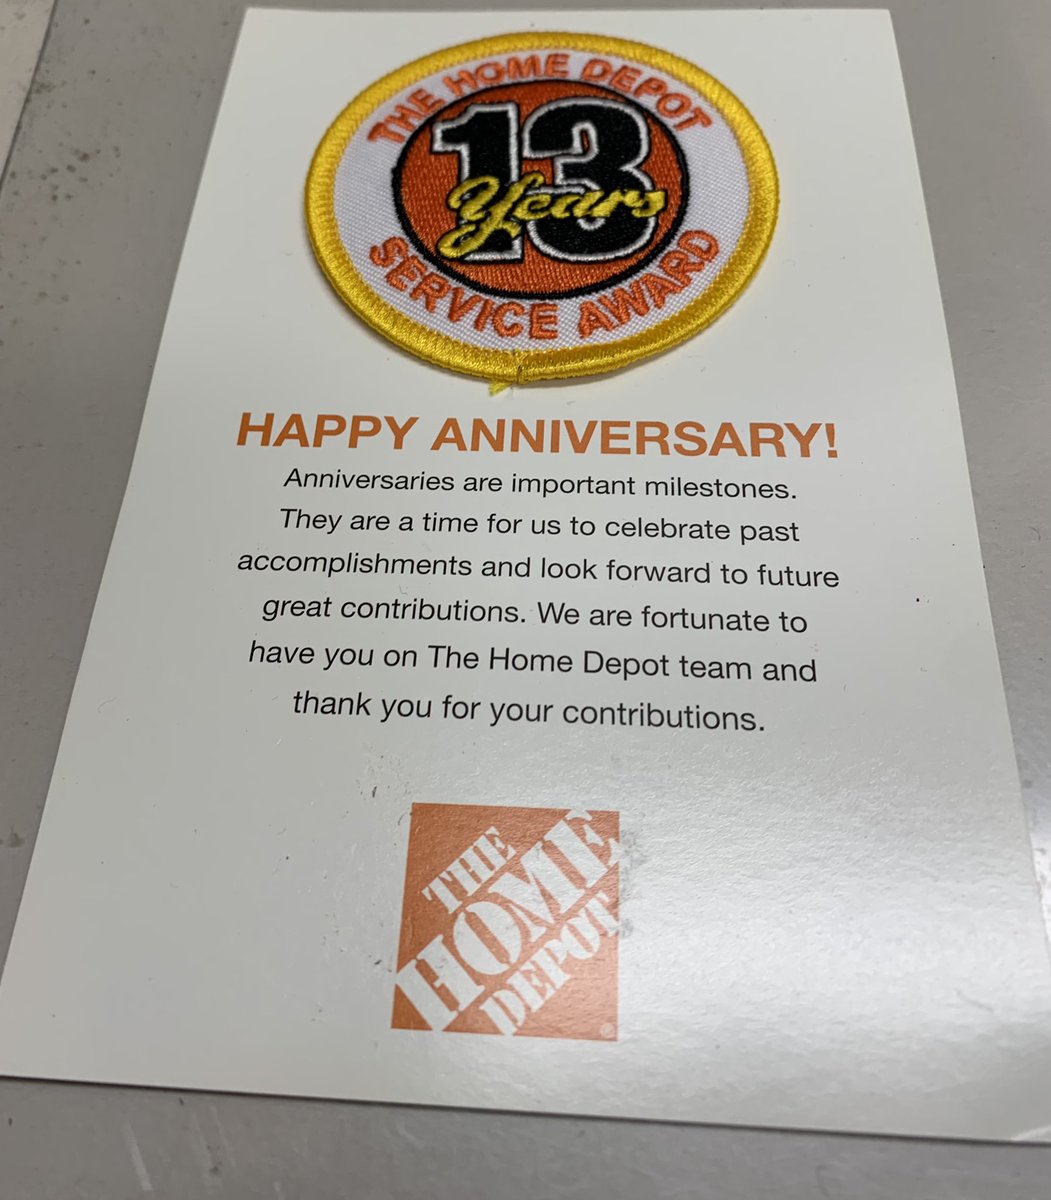 THE HOME DEPOT
13
Years
SERVICE AWARD
HAPPY ANNIVERSARY!
Anniversaries are important milestones.
They are a time for us to celebrate past
accomplishments and look forward to future
great contributions. We are fortunate to
have you on The Home Depot team and
thank you for your contributions.
THE
HOME
DEPOT
®